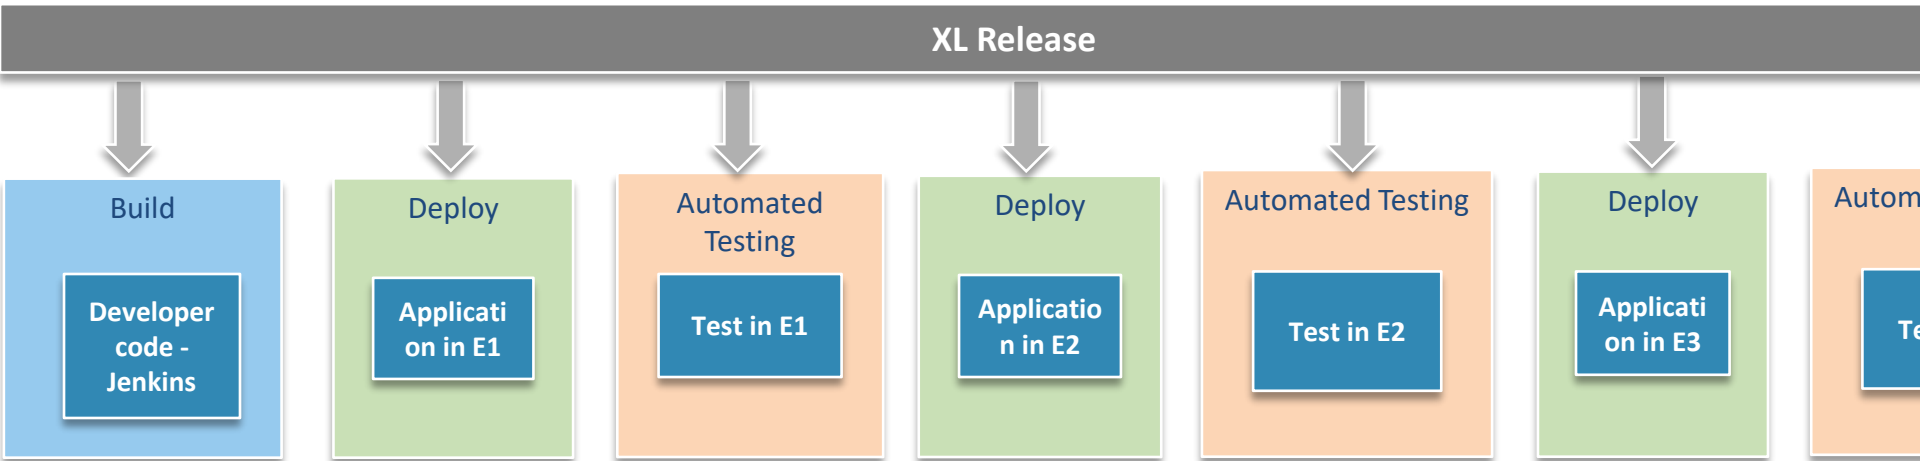 XL Release
Build
Developer
code -
Jenkins
Deploy
Applicati
on in E1
Automated
Testing
Test in E1
Deploy
Applicatio
n in E2
Automated Testing
Test in E2
Deploy
Applicati
on in E3